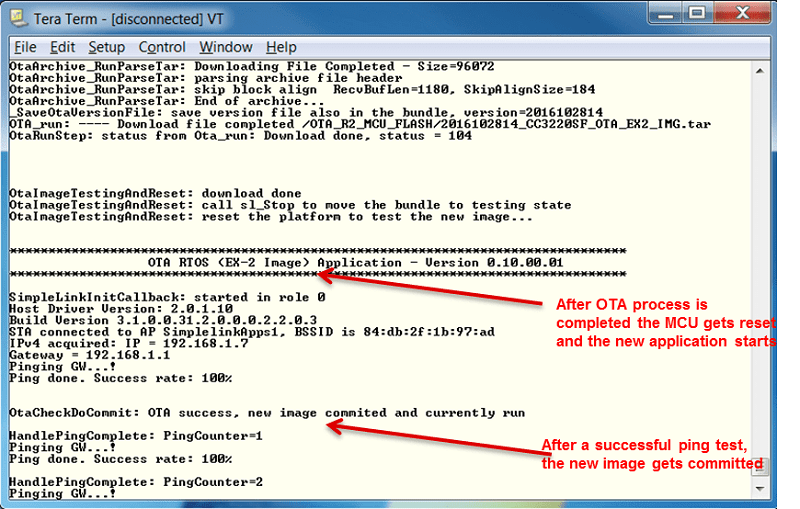 Tera Term - [disconnected] VT
File Edit Setup Control Window Help
OtaArchive_RunParseTar: Downloading File Completed - Size=96072
OtaArchive_RunParseTar: parsing archive file header
OtaArchive_RunParseTar: skip block align  RecvBufLen=1180, SkipAlignSize=184
OtaArchive_RunParseTar: End of archive...
_SaveOtaVersionFile: save version file also in the bundle, version=2016102814
OTA_run: ---- Download file completed /OTA_R2_MCU_FLASH/2016102814_CC3220SF_OTA_EX2_IMG.tar
OtaRunStep: status from Ota_run: Download done, status = 104
OtaImageTestingAndReset: download done
OtaImageTestingAndReset: call sl_Stop to move the bundle to testing state
OtaImageTestingAndReset: reset the platform to test the new image...
*******************************************************************************
OTA RTOS (EX-2 Image) Application - Version 0.10.00.01
*******************************************************************************
SimpleLinkInitCallback: started in role 0
Host Driver Version: 2.0.1.10
Build Version 3.1.0.0.31.2.0.0.0.2.2.0.3
STA connected to AP SimplelinkApps1, BSSID is 84:db:2f:1b:97:ad
IPv4 acquired: IP = 192.168.1.7
Gateway = 192.168.1.1
Pinging GW...!
Ping done. Success rate: 100%
After OTA process is
completed the MCU gets reset
and the new application starts
OtaCheckDoCommit: OTA success, new image commited and currently run
HandlePingComplete: PingCounter=1
Pinging GW...!
Ping done. Success rate: 100%
After a successful ping test,
the new image gets committed
HandlePingComplete: PingCounter=2
Pinging GW...!